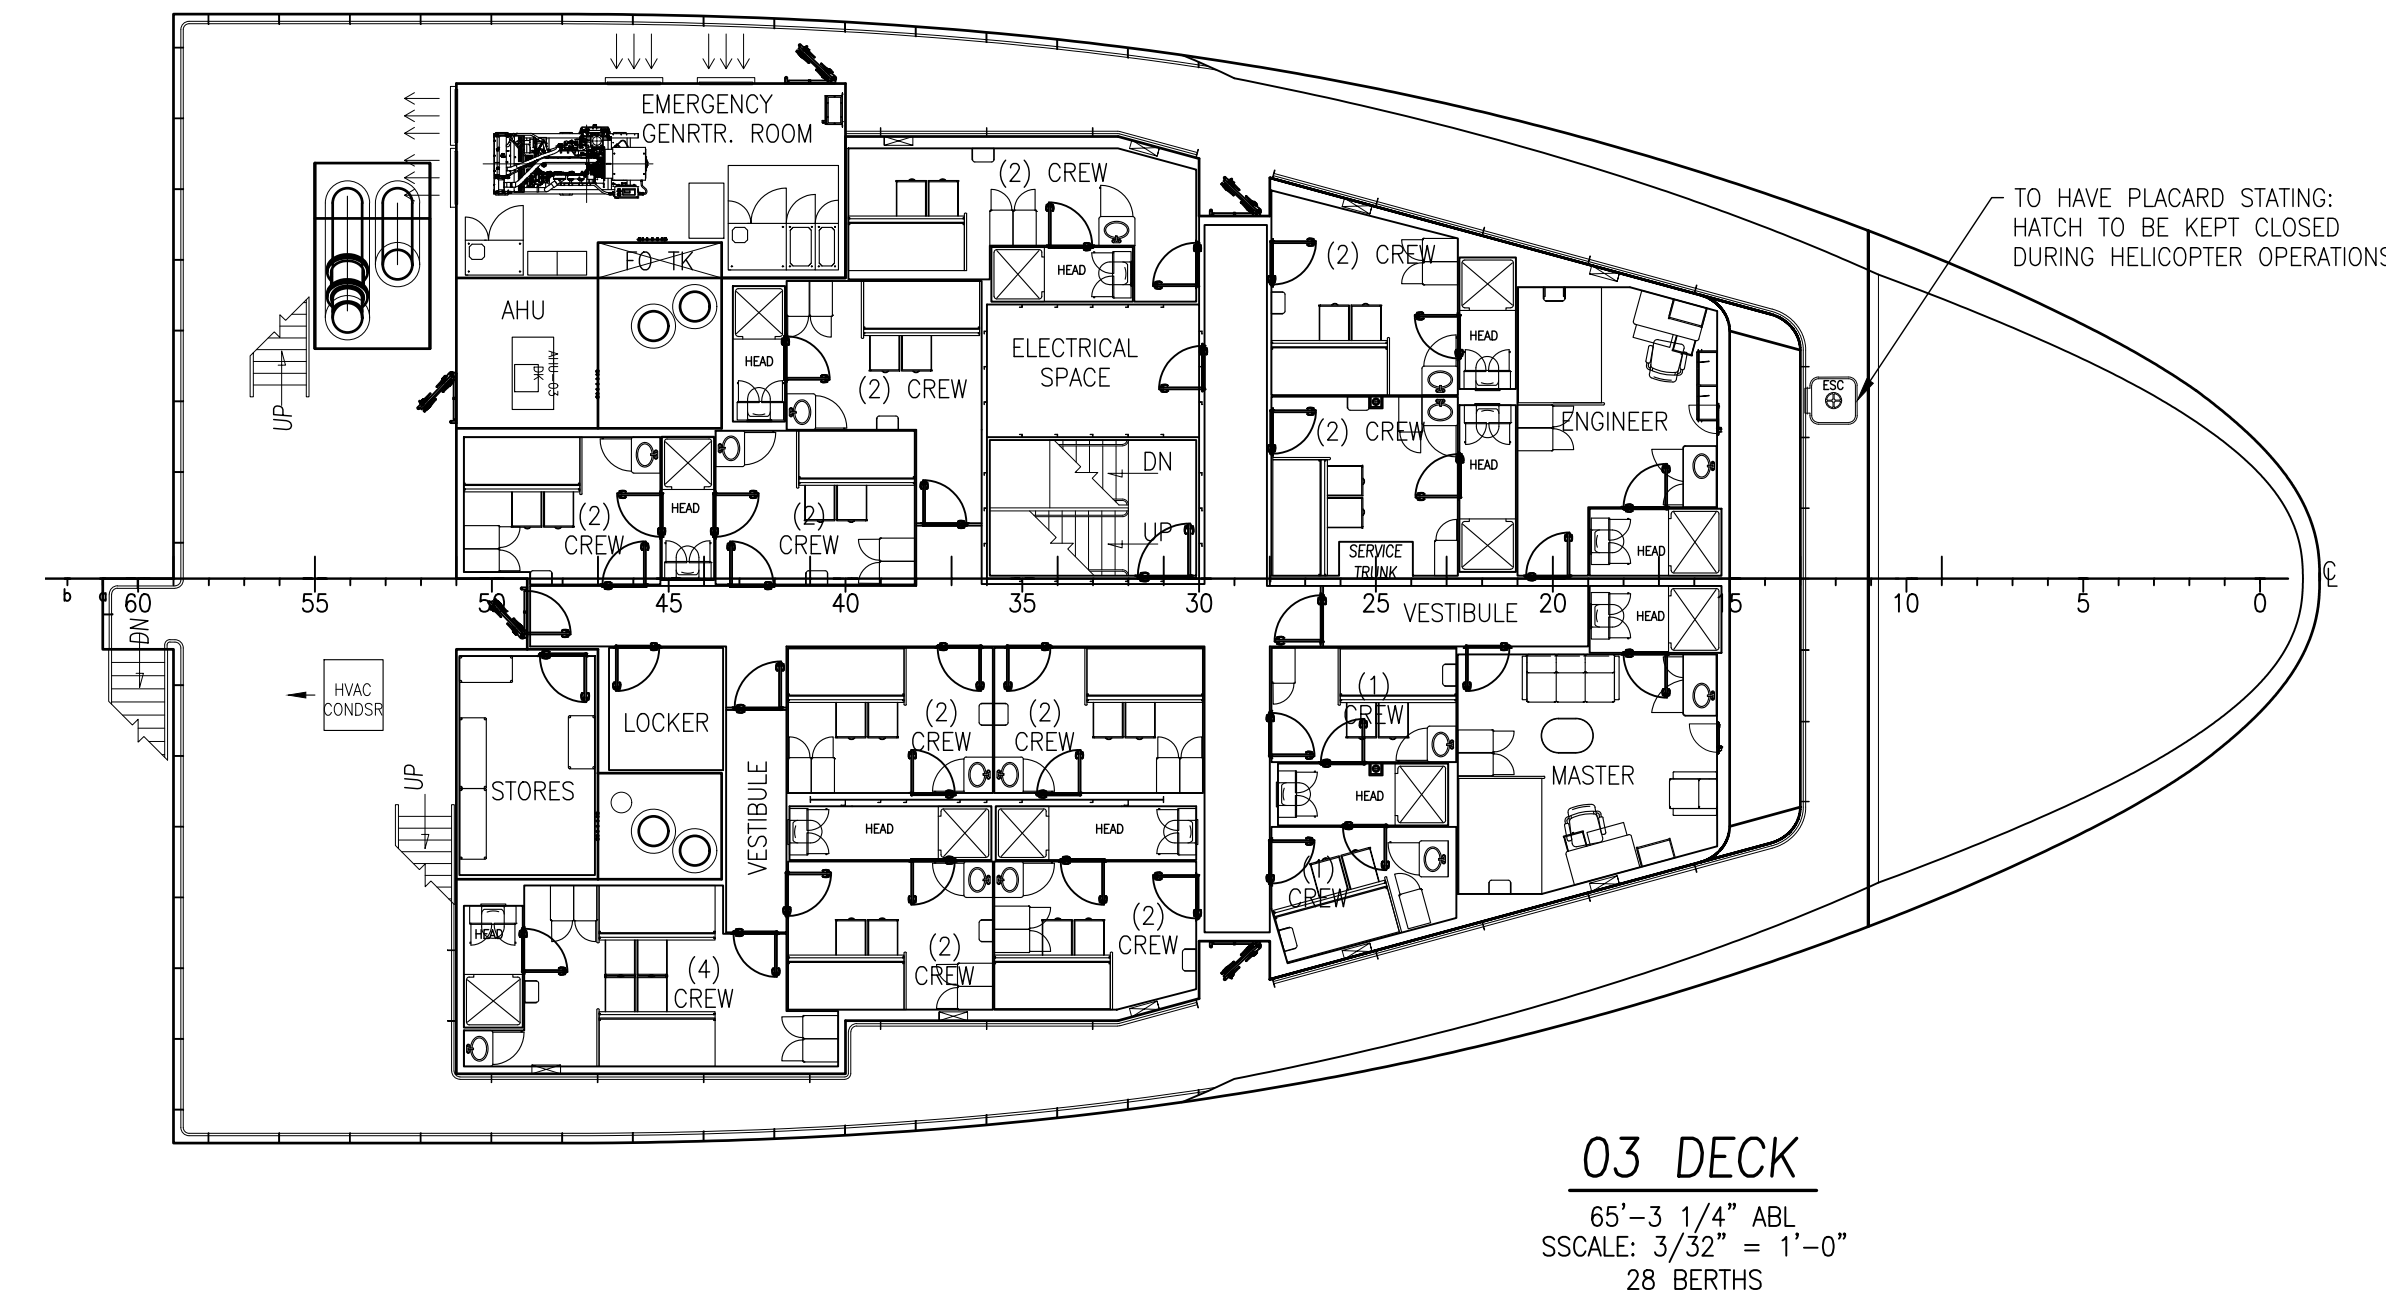 EMERGENCY
GENRTR. ROOM
(2) CREW
TO HAVE PLACARD STATING:
HATCH TO BE KEPT CLOSED
DURING HELICOPTER OPERATIONS
(2) CREW
FO TK
HEAD
AHU
AHU-03
DK
HEAD
ELECTRICAL
SPACE
HEAD
(2) CREW
ESC
UP
(2) CREW
ENGINEER
DN
HEAD
HEAD
(2)
CREW
(2)
CREW
UP
SERVICE
TRUNK
HEAD
b
a
60
55
50
45
40
35
30
25
20
15
10
5
0
℄
VESTIBULE
HEAD
DN
HVAC
CONDSR
LOCKER
(2)
CREW
(2)
CREW
(1)
CREW
UP
STORES
VESTIBULE
MASTER
HEAD
HEAD
HEAD
(1)
CREW
HEAD
(4)
CREW
(2)
CREW
(2)
CREW
03 DECK
65'-3 1/4" ABL
SSCALE: 3/32" = 1'-0"
28 BERTHS